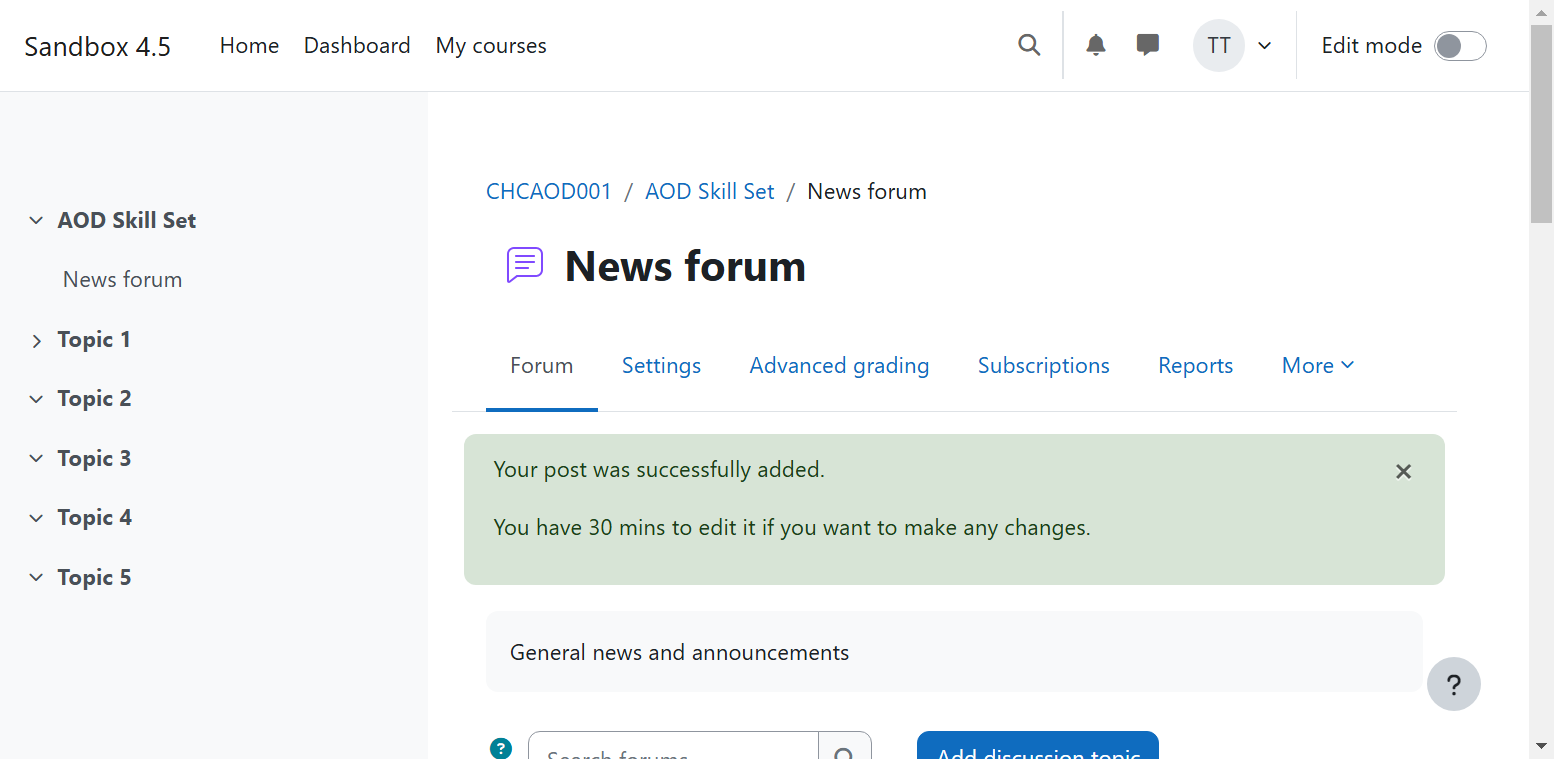 Sandbox 4.5 Home Dashboard My courses TT Edit mode
AOD Skill Set
News forum
Topic 1
Topic 2
Topic 3
Topic 4
Topic 5
CHCAOD001 / AOD Skill Set / News forum
News forum
Forum Settings Advanced grading Subscriptions Reports More
Your post was successfully added.
You have 30 mins to edit it if you want to make any changes.
General news and announcements
?
? Search forums Add discussion topic